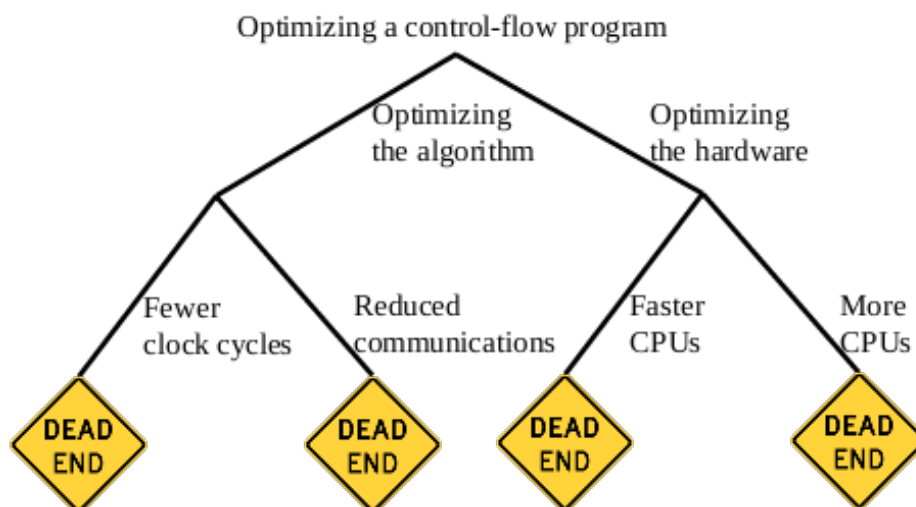 Optimizing a control-flow program
Optimizing
the algorithm
Optimizing
the hardware
Fewer
clock cycles
Reduced
communications
Faster
CPUs
More
CPUs
DEAD
END
DEAD
END
DEAD
END
DEAD
END